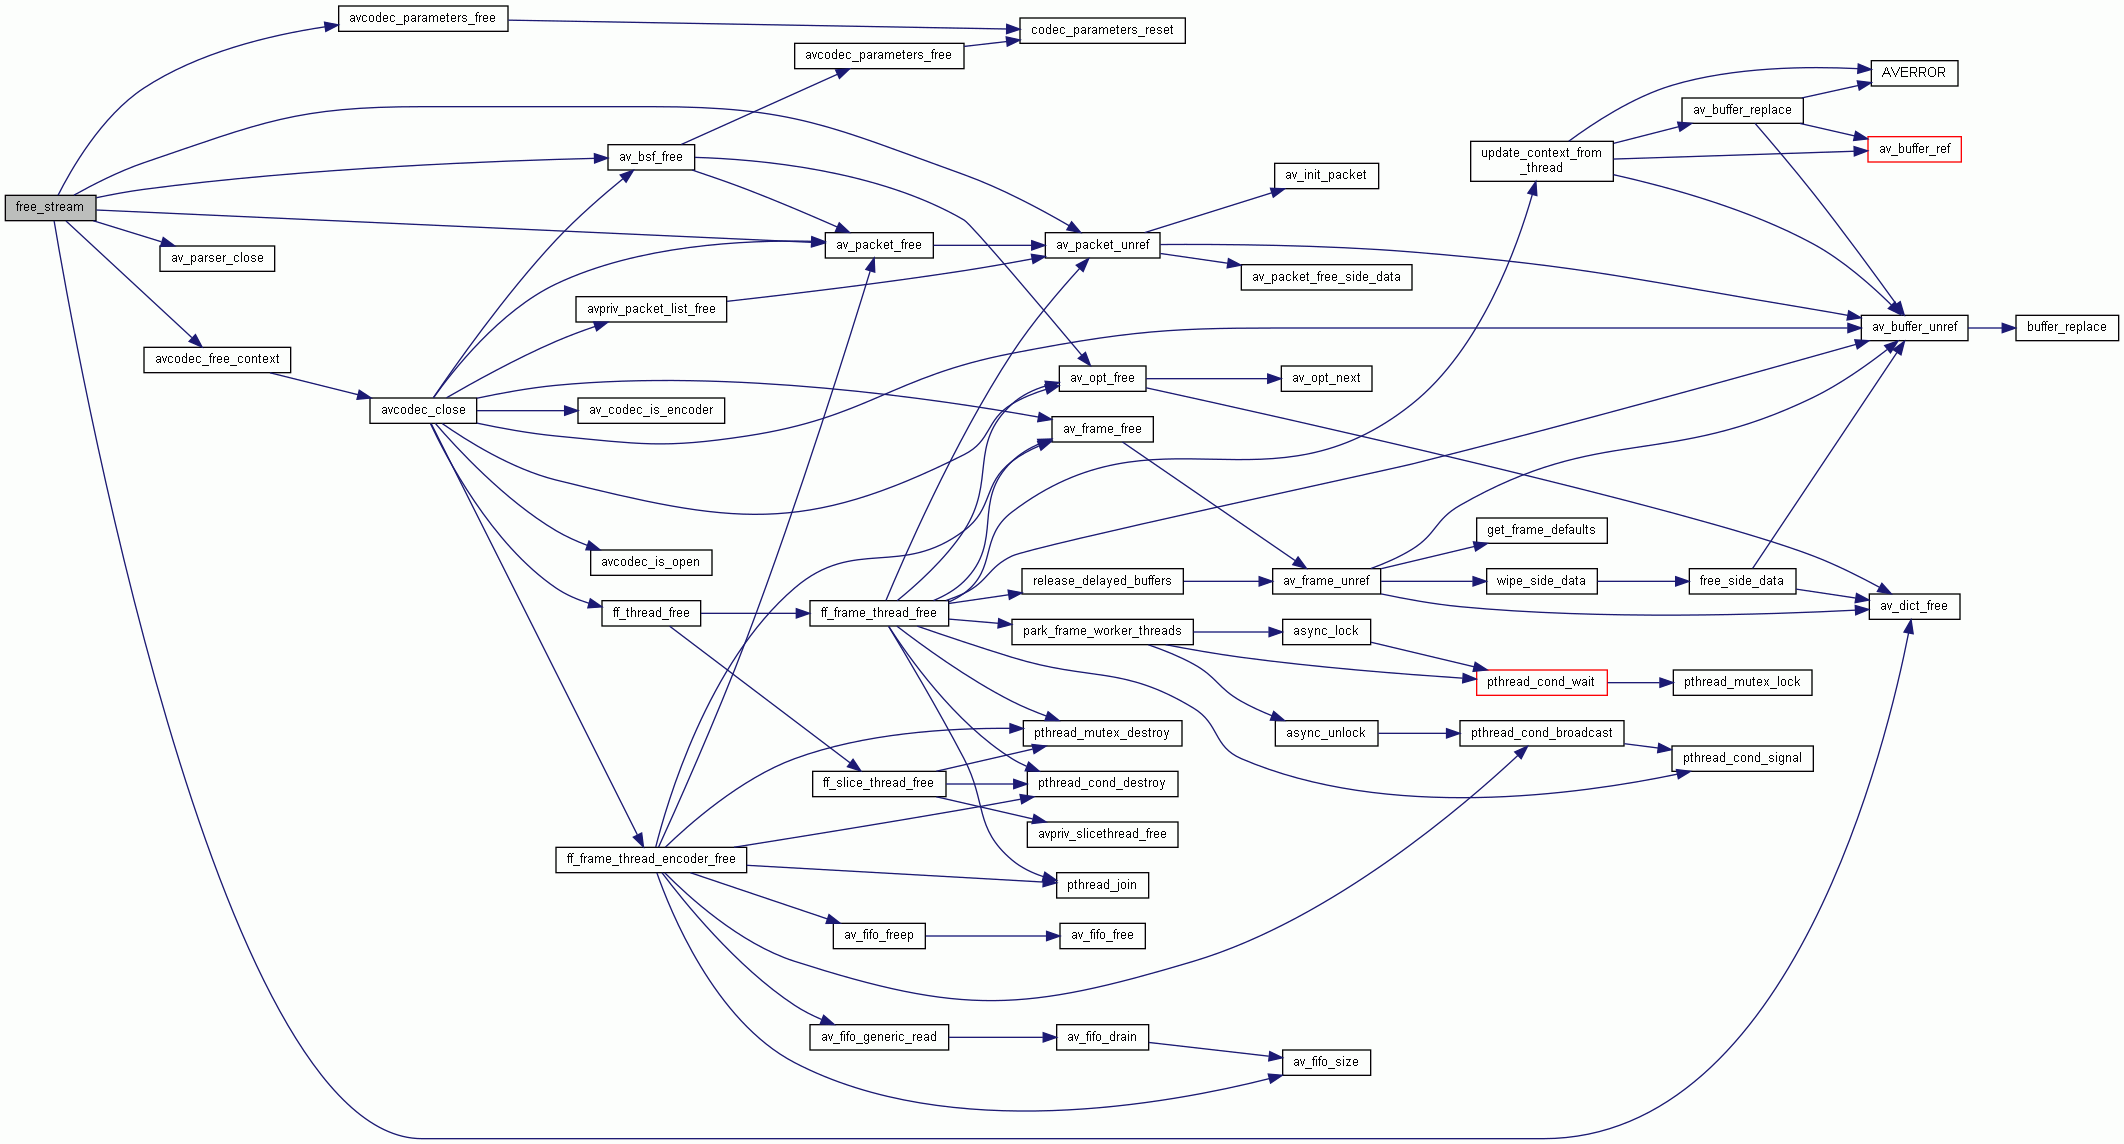 avcodec_parameters_free
codec_parameters_reset
avcodec_parameters_free
AVERROR
av_buffer_replace
av_buffer_ref
update_context_from
_thread
av_bsf_free
av_init_packet
free_stream
av_packet_free
av_packet_unref
av_parser_close
av_packet_free_side_data
avpriv_packet_list_free
av_buffer_unref
buffer_replace
avcodec_free_context
av_opt_free
av_opt_next
avcodec_close
av_codec_is_encoder
av_frame_free
get_frame_defaults
avcodec_is_open
release_delayed_buffers
av_frame_unref
wipe_side_data
free_side_data
av_dict_free
ff_thread_free
ff_frame_thread_free
park_frame_worker_threads
async_lock
pthread_cond_wait
pthread_mutex_lock
pthread_mutex_destroy
async_unlock
pthread_cond_broadcast
pthread_cond_signal
ff_slice_thread_free
pthread_cond_destroy
avpriv_slicethread_free
ff_frame_thread_encoder_free
pthread_join
av_fifo_freep
av_fifo_free
av_fifo_generic_read
av_fifo_drain
av_fifo_size